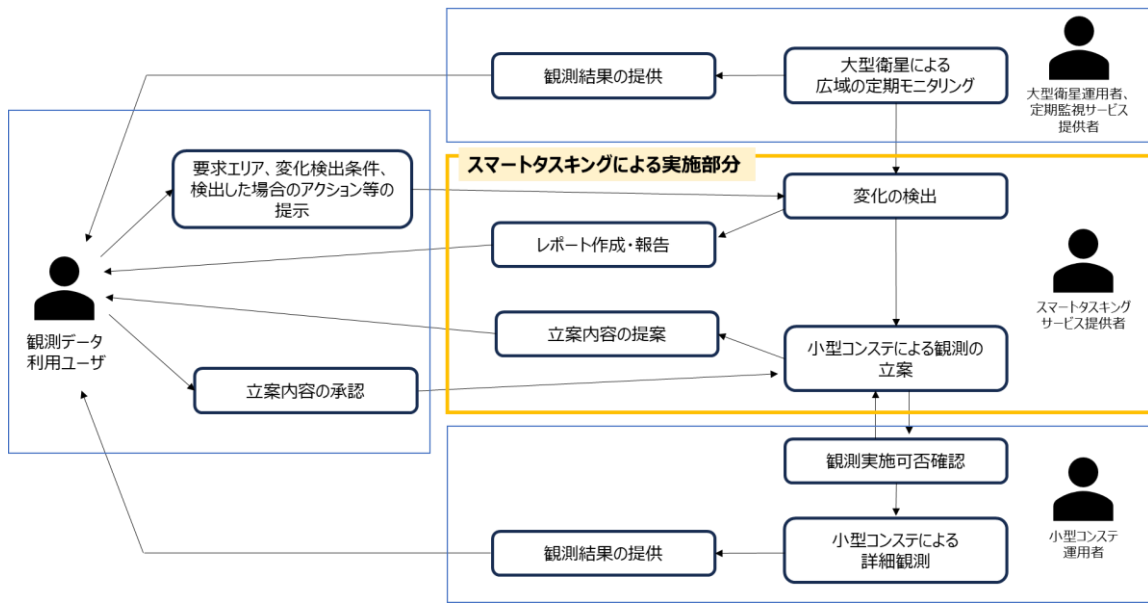 観測結果の提供
大型衛星による
広域の定期モニタリング
大型衛星運用者、
定期監視サービス
提供者
要求エリア、変化検出条件、
検出した場合のアクション等の
提示
スマートタスキングによる実施部分
変化の検出
レポート作成・報告
観測データ
利用ユーザ
立案内容の提案
小型コンステによる観測の
立案
スマートタスキング
サービス提供者
立案内容の承認
観測実施可否確認
観測結果の提供
小型コンステによる
詳細観測
小型コンステ
運用者